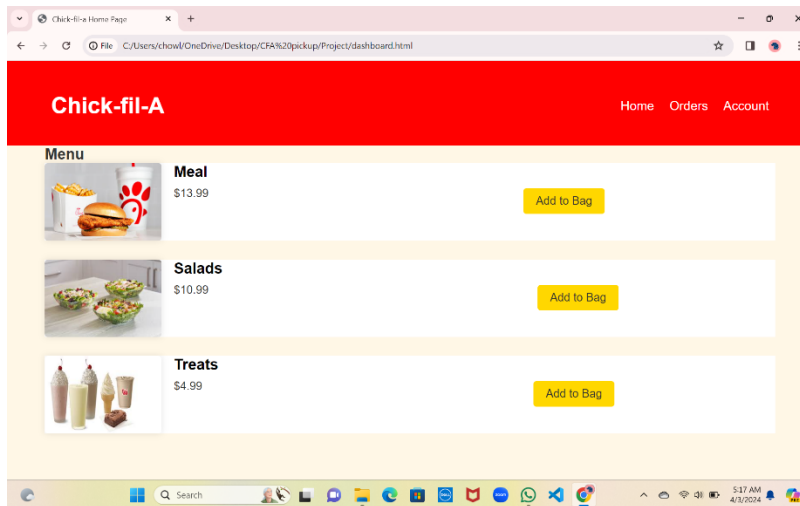 Chick-fil-a Home Page
File C:/Users/chowl/OneDrive/Desktop/CFA%20pickup/Project/dashboard.html
Chick-fil-A
Home Orders Account
Menu
Meal
$13.99
Add to Bag
Salads
$10.99
Add to Bag
Treats
$4.99
Add to Bag
Search
5:17 AM
4/3/2024